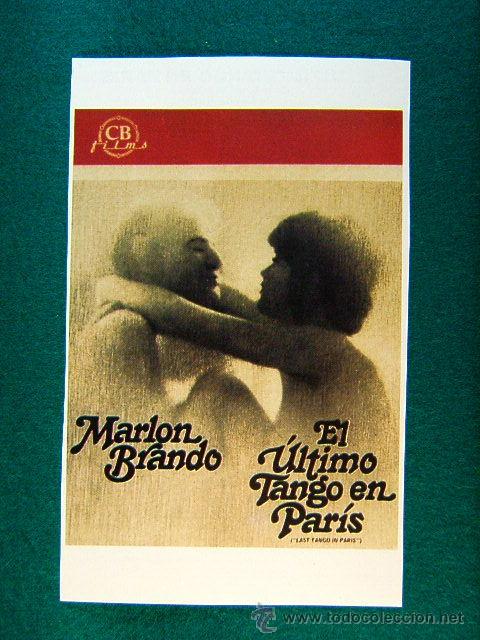 CB
films
Marlon
Brando
El
Último
Tango en
París
("LAST TANGO IN PARIS")
© www.todocoleccion.net